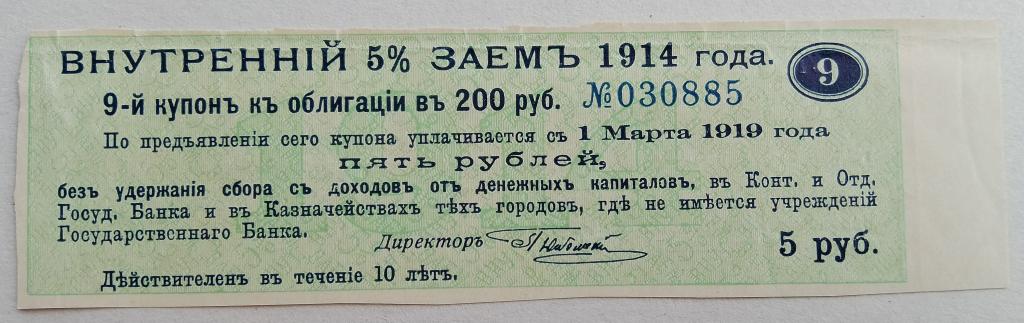 ВНУТРЕННІЙ 5% ЗАЕМЪ 1914 года. 9
9-й купонъ къ облигаціи въ 200 руб. №030885
По предъявленіи сего купона уплачивается съ 1 Марта 1919 года
пять рублей,
безъ удержанія сбора съ доходовъ отъ денежныхъ капиталовъ, въ Конт. и Отд.
Госуд. Банка и въ Казначействахъ тѣхъ городовъ, гдѣ не имѣется учрежденій
Государственнаго Банка.
Директоръ
5 руб.
Дѣйствителенъ въ теченіе 10 лѣтъ.